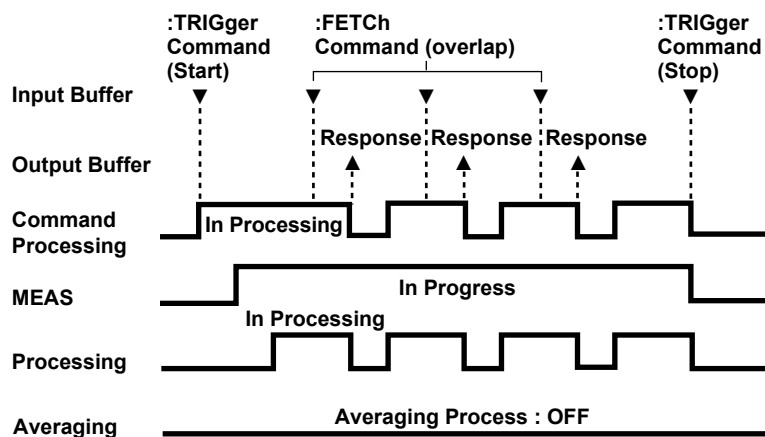 :TRIGger
Command
(Start)
:FETCh
Command (overlap)
:TRIGger
Command
(Stop)
Input Buffer
Response
Response
Response
Output Buffer
Command
Processing
In Processing
MEAS
In Progress
In Processing
Processing
Averaging
Averaging Process : OFF